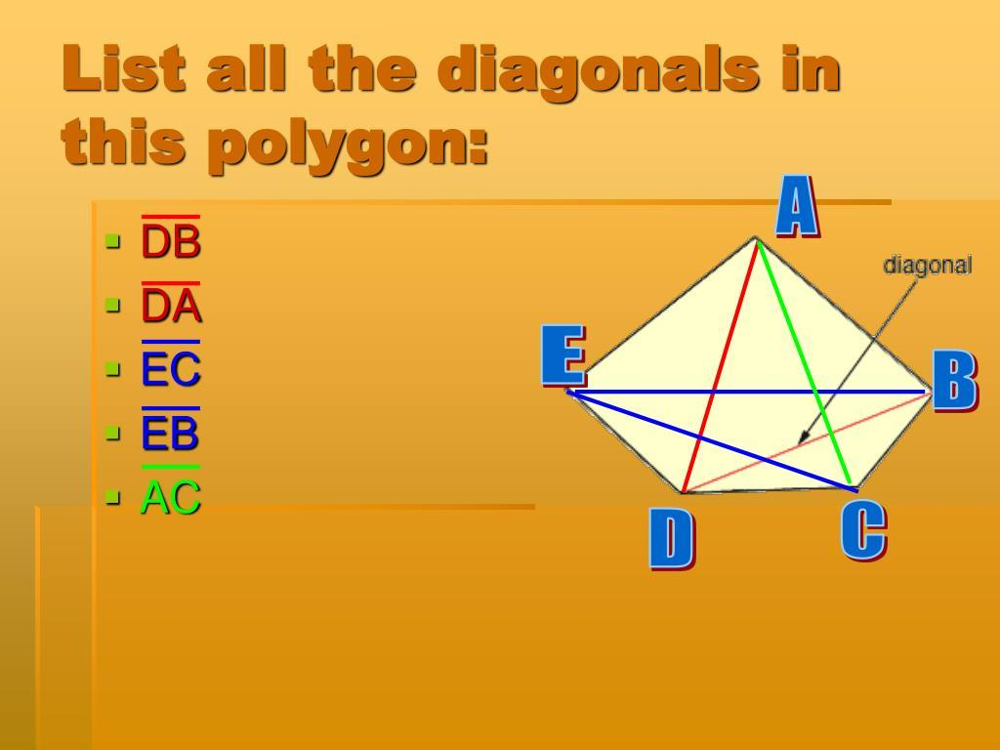 List all the diagonals in
this polygon:
DB
DA
EC
EB
AC
A
diagonal
E
B
D
C